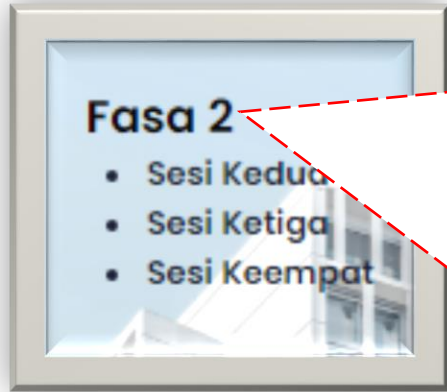 Fasa 2
• Sesi Kedua
• Sesi Ketiga
• Sesi Keempat